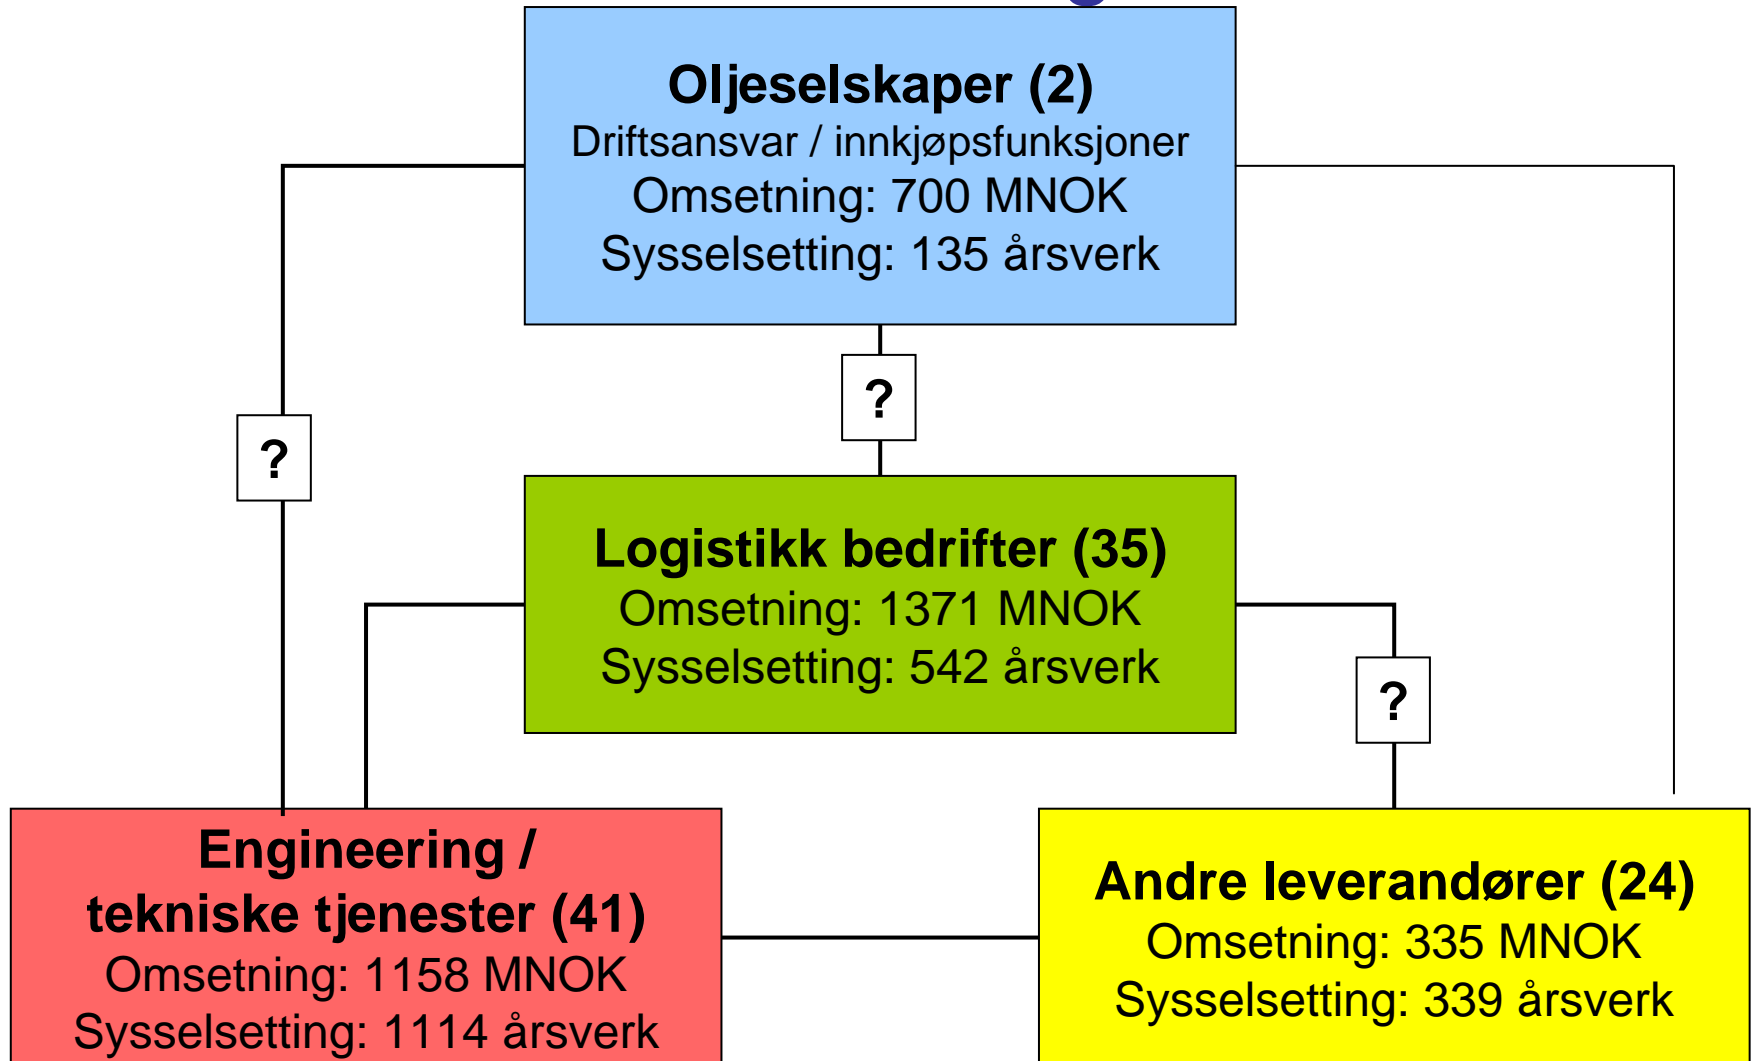 Oljeselskaper (2)
Driftsansvar / innkjøpsfunksjoner
Omsetning: 700 MNOK
Sysselsetting: 135 årsverk
?
?
Logistikk bedrifter (35)
Omsetning: 1371 MNOK
Sysselsetting: 542 årsverk
?
Engineering /
tekniske tjenester (41)
Omsetning: 1158 MNOK
Sysselsetting: 1114 årsverk
Andre leverandører (24)
Omsetning: 335 MNOK
Sysselsetting: 339 årsverk